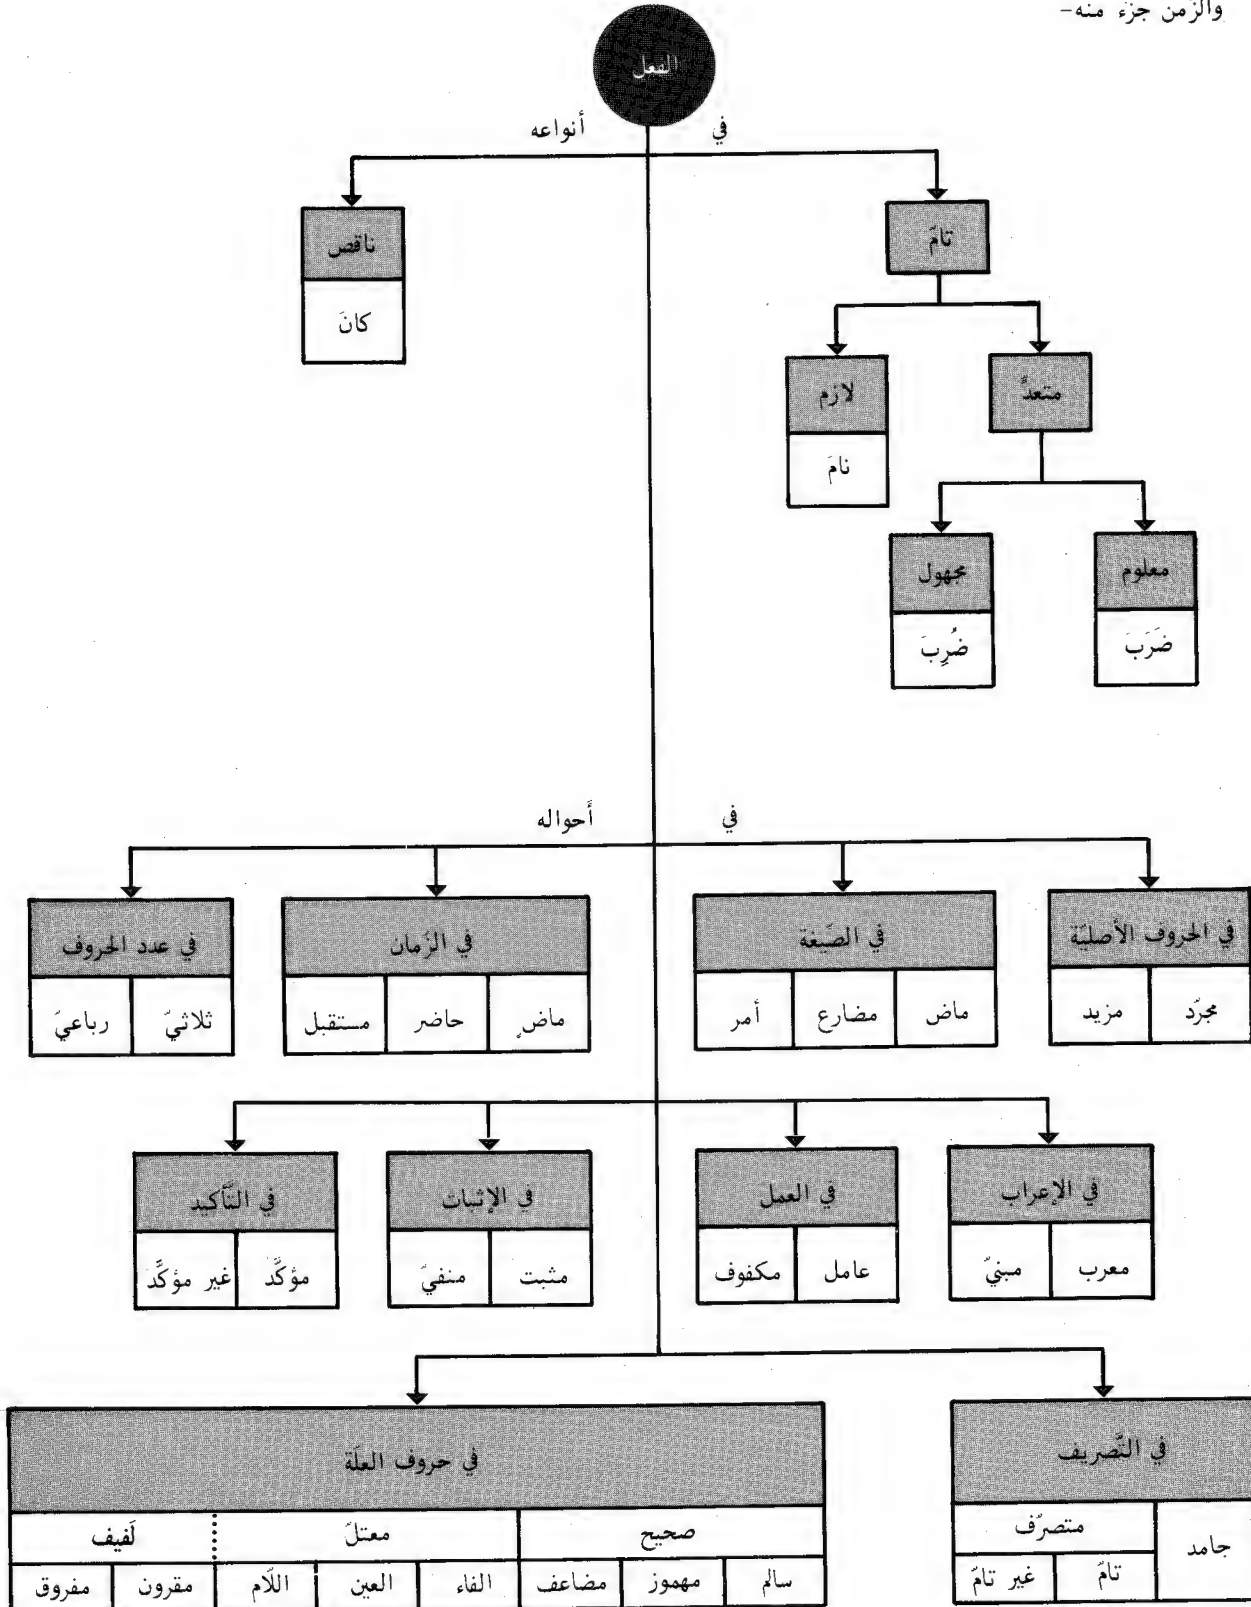 والزّمن جزء منه-
الفعل
في أنواعه
تامّ
ناقص
كانَ
متعدٍّ
لازم
نامَ
معلوم
مجهول
ضَرَبَ
ضُرِبَ
في أحواله
في الحروف الأصليّة
في الصّيغة
في الزّمان
في عدد الحروف
مجرّد مزيد
ماض مضارع أمر
ماضٍ حاضر مستقبل
ثلاثيّ رباعيّ
في الإعراب
في العمل
في الإثبات
في التّأكيد
معرب مبنيّ
عامل مكفوف
مثبت منفيّ
مؤكَّد غير مؤكَّد
في التّصريف
في حروف العلّة
جامد
متصرّف
تامّ غير تامّ
صحيح
معتلّ
لَفيف
سالم مهموز مضاعف
الفاء العين اللّام
مقرون مفروق